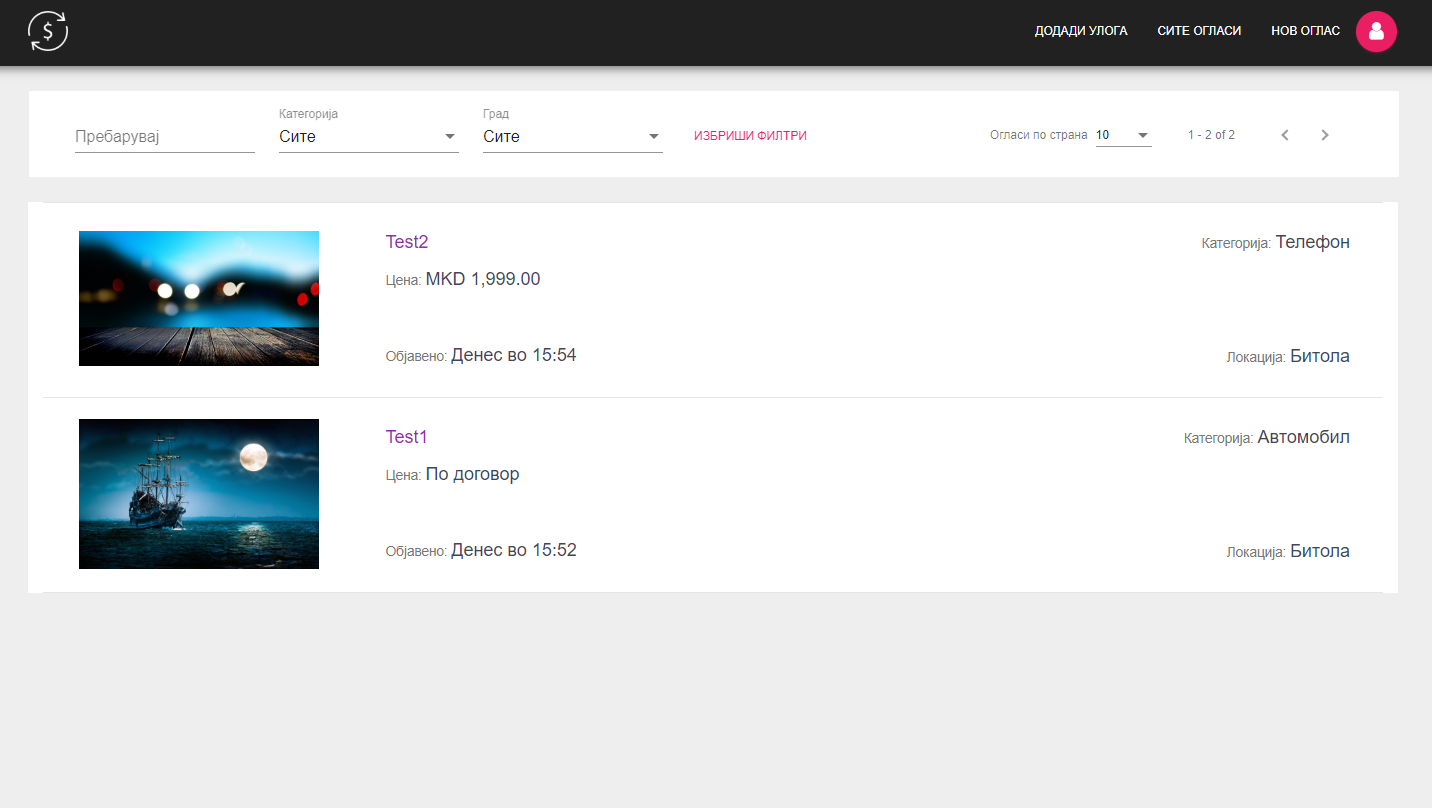 $
ДОДАДИ УЛОГА СИТЕ ОГЛАСИ НОВ ОГЛАС
Категорија Град
Пребарувај Сите Сите ИЗБРИШИ ФИЛТРИ Огласи по страна 10 1 - 2 of 2
Test2 Категорија: Телефон
Цена: MKD 1,999.00
Објавено: Денес во 15:54 Локација: Битола
Test1 Категорија: Автомобил
Цена: По договор
Објавено: Денес во 15:52 Локација: Битола